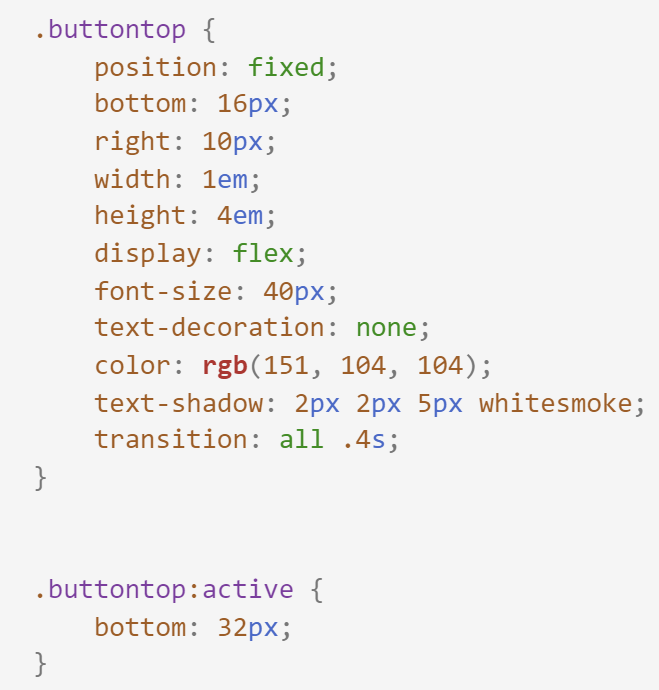 .buttontop {
    position: fixed;
    bottom: 16px;
    right: 10px;
    width: 1em;
    height: 4em;
    display: flex;
    font-size: 40px;
    text-decoration: none;
    color: rgb(151, 104, 104);
    text-shadow: 2px 2px 5px whitesmoke;
    transition: all .4s;
}
.buttontop:active {
    bottom: 32px;
}